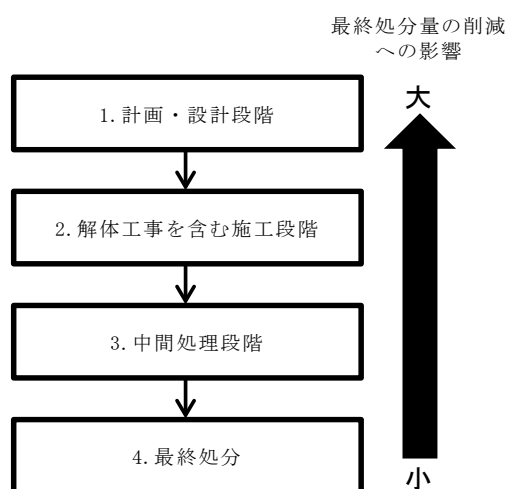 最終処分量の削減
への影響
大
1.計画・設計段階
2.解体工事を含む施工段階
3.中間処理段階
4.最終処分
小